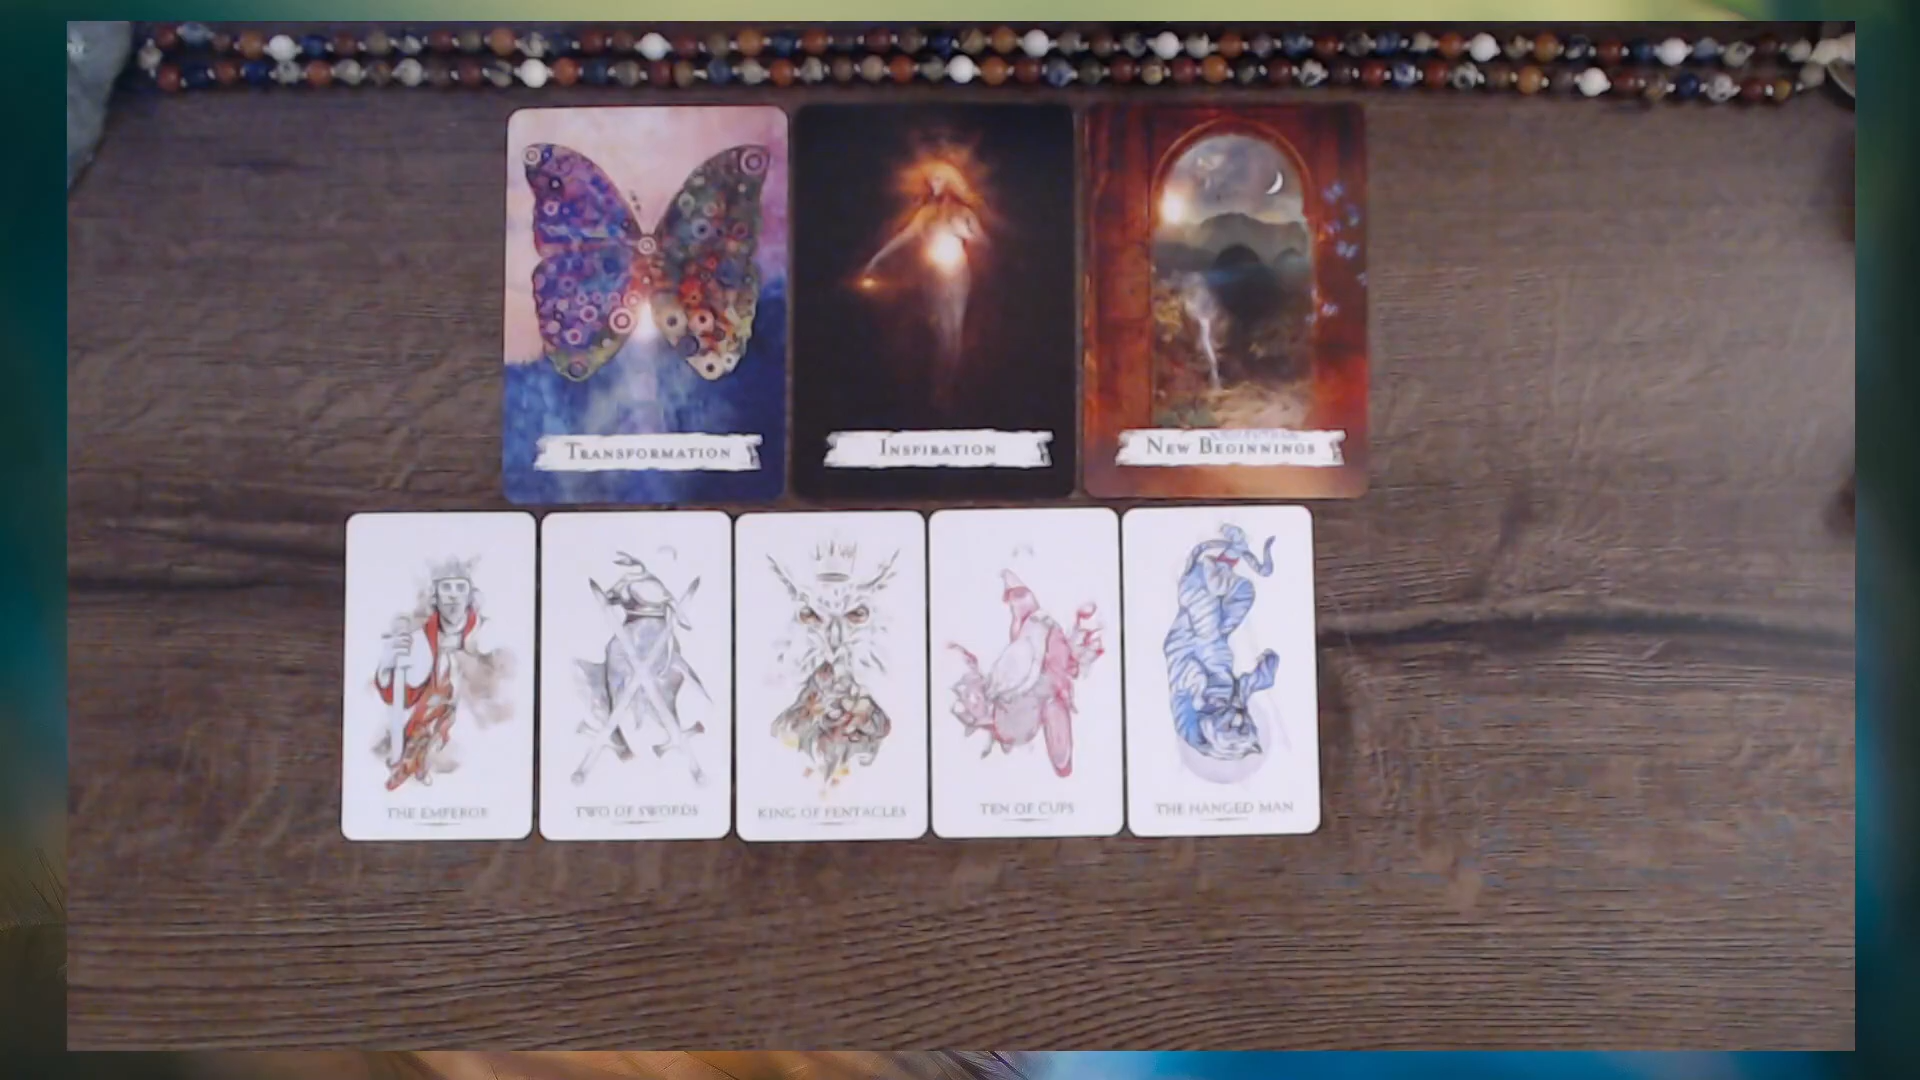 TRANSFORMATION
INSPIRATION
NEW BEGINNINGS
THE EMPEROR
TWO OF SWORDS
KING OF PENTACLES
TEN OF CUPS
THE HANGED MAN